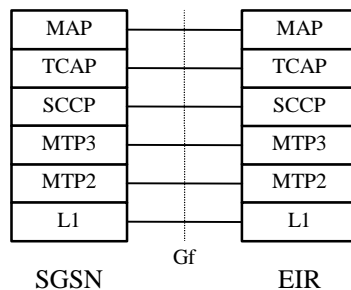 MAP MAP
TCAP TCAP
SCCP SCCP
MTP3 MTP3
MTP2 MTP2
L1 L1
Gf
SGSN EIR